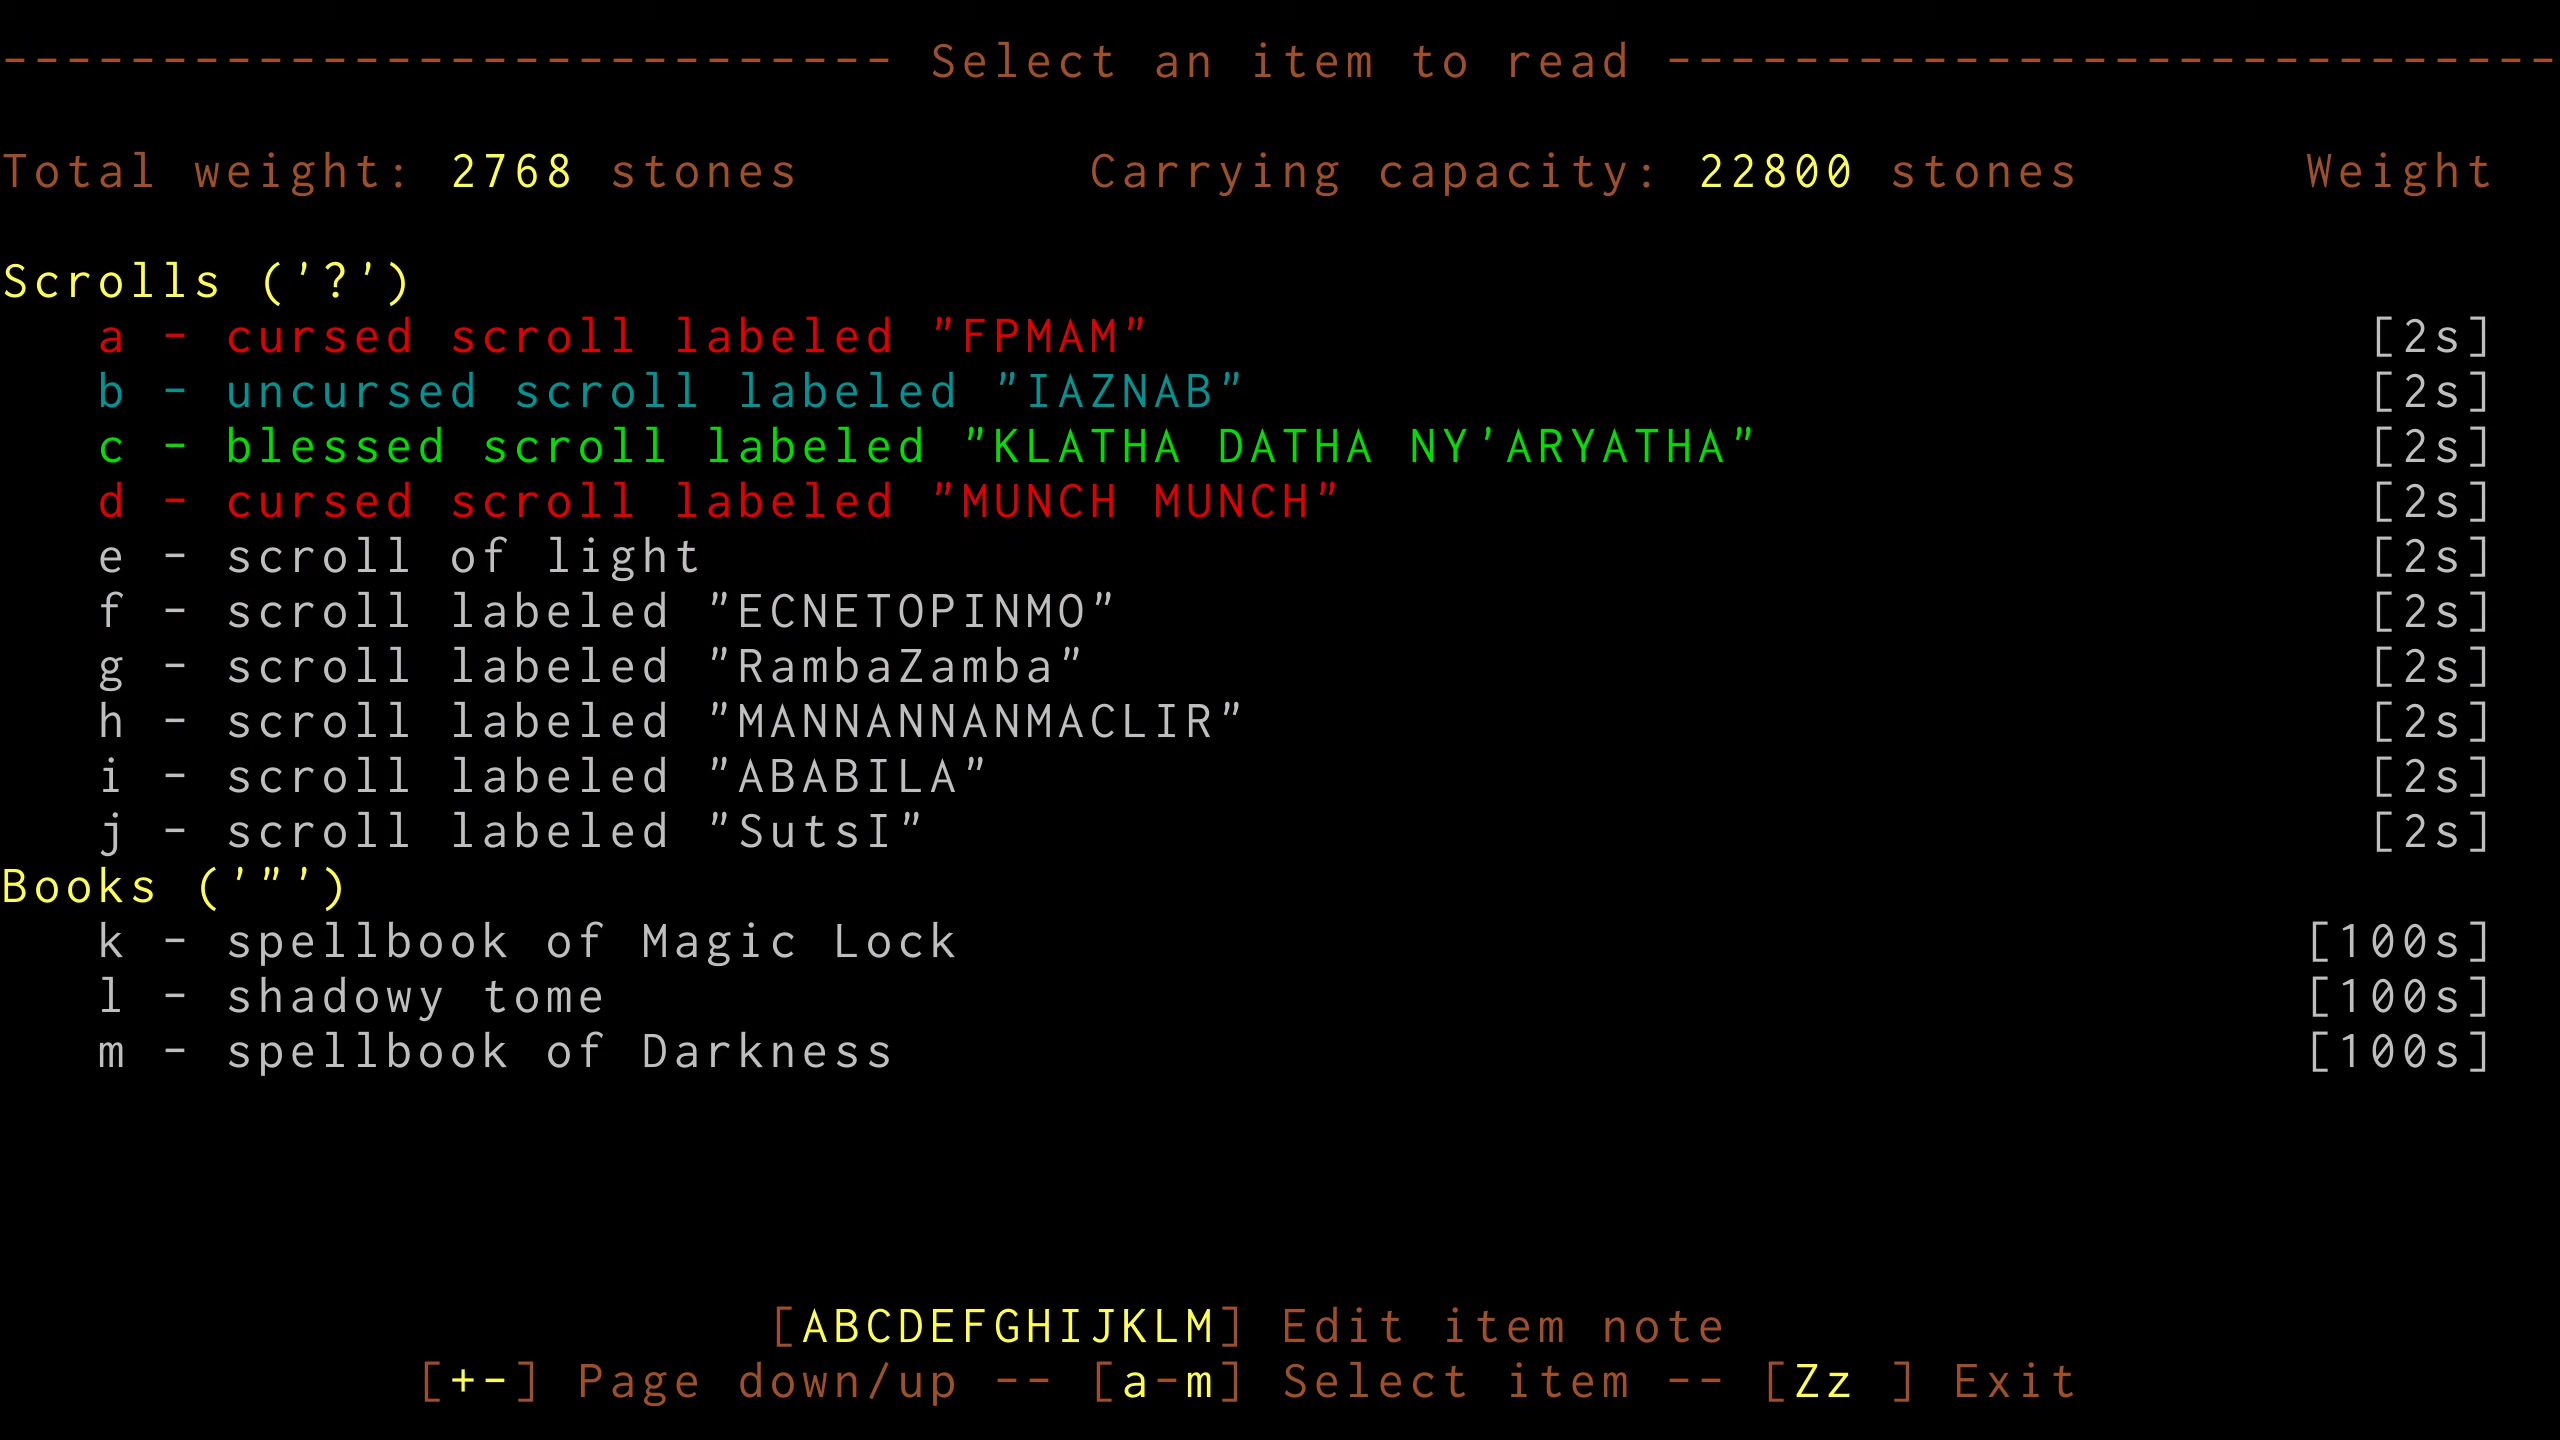 ---------------------------- Select an item to read ----------------------------
Total weight: 2768 stones Carrying capacity: 22800 stones Weight
Scrolls ('?')
a - cursed scroll labeled "FPMAM" [2s]
b - uncursed scroll labeled "IAZNAB" [2s]
c - blessed scroll labeled "KLATHA DATHA NY'ARYATHA" [2s]
d - cursed scroll labeled "MUNCH MUNCH" [2s]
e - scroll of light [2s]
f - scroll labeled "ECNETOPINMO" [2s]
g - scroll labeled "RambaZamba" [2s]
h - scroll labeled "MANNANNANMACLIR" [2s]
i - scroll labeled "ABABILA" [2s]
j - scroll labeled "SutsI" [2s]
Books ('"')
k - spellbook of Magic Lock [100s]
l - shadowy tome [100s]
m - spellbook of Darkness [100s]
[ABCDEFGHIJKLM] Edit item note
[+-] Page down/up -- [a-m] Select item -- [Zz ] Exit